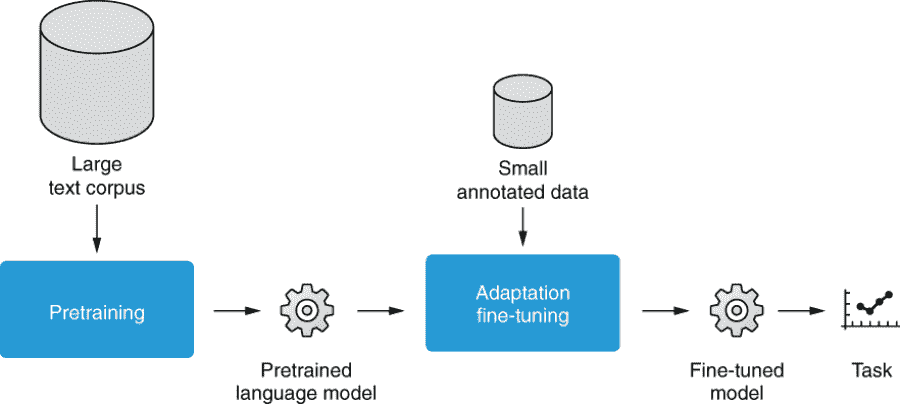 Large
text corpus
Small
annotated data
Pretraining
Adaptation
fine-tuning
Pretrained
language model
Fine-tuned
model
Task